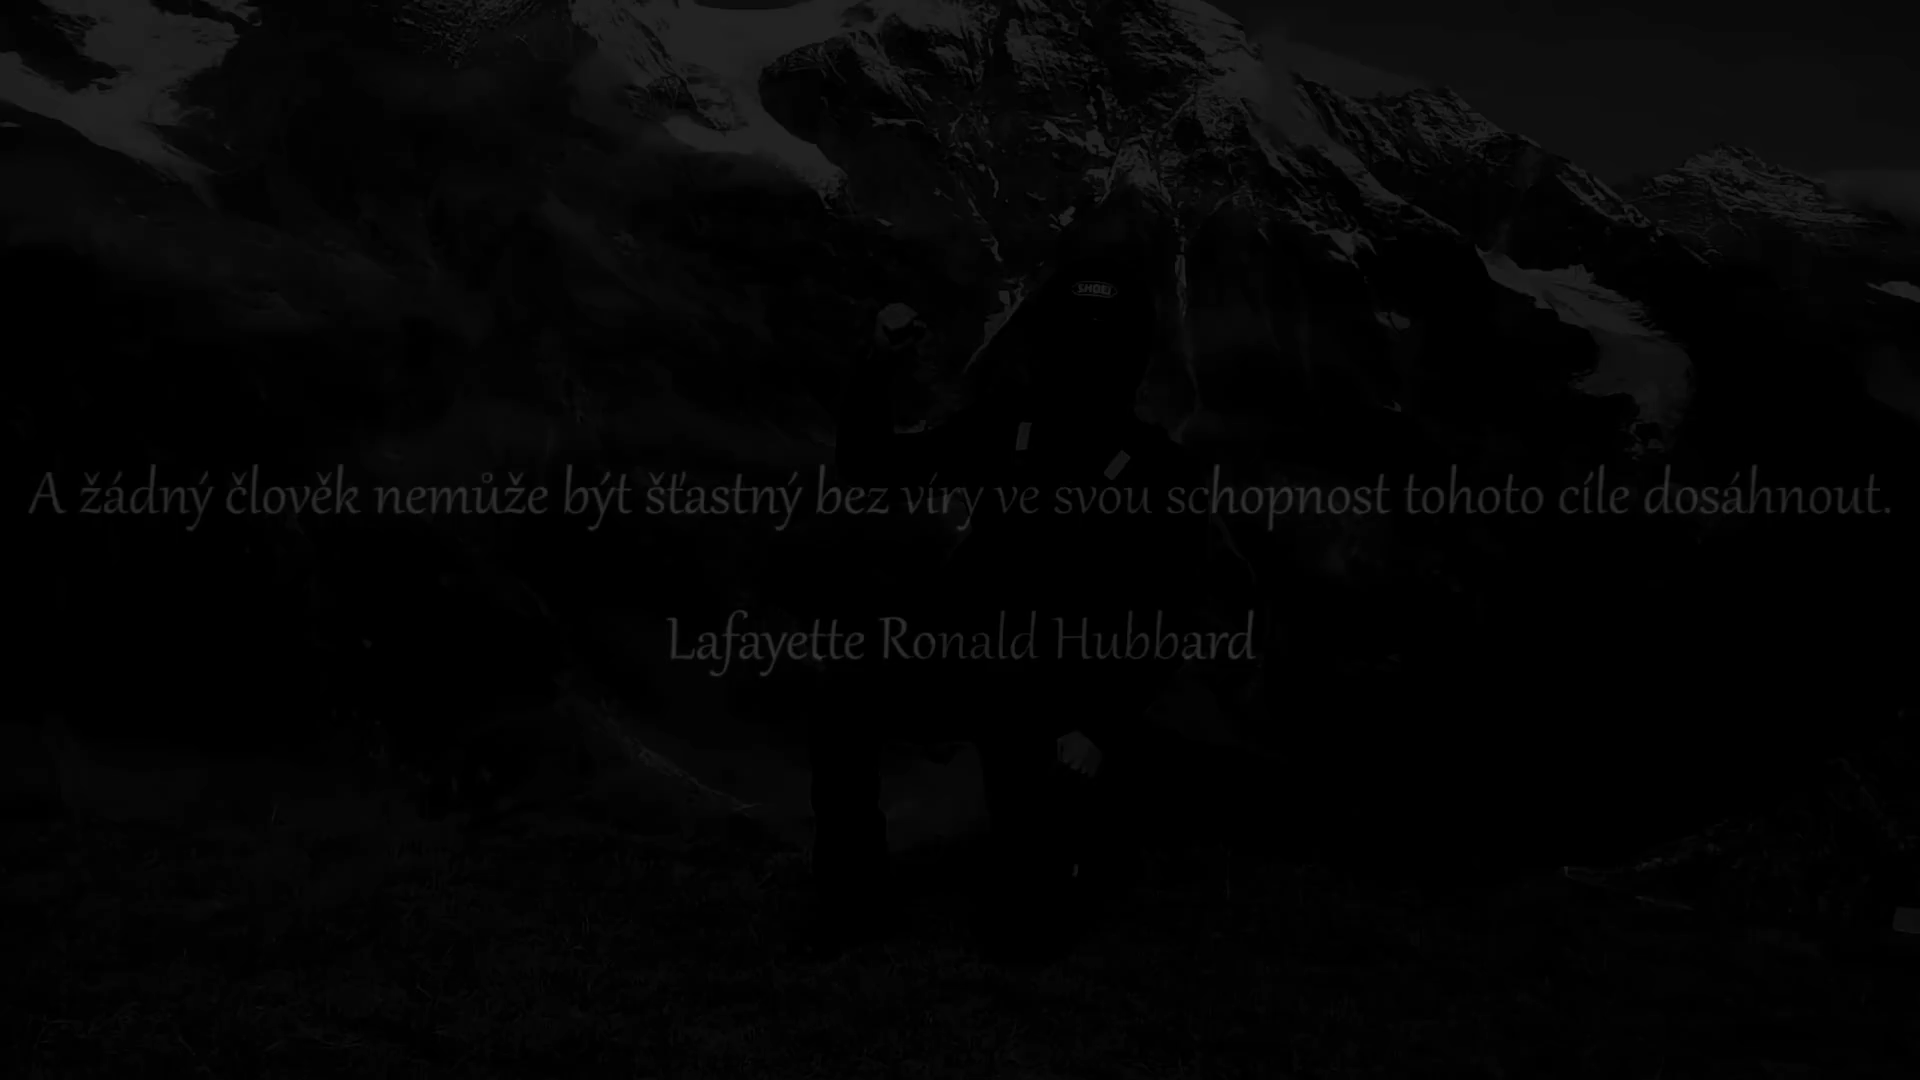 SHOEI
A žádný člověk nemůže být šťastný bez víry ve svou schopnost tohoto cíle dosáhnout.
Lafayette Ronald Hubbard